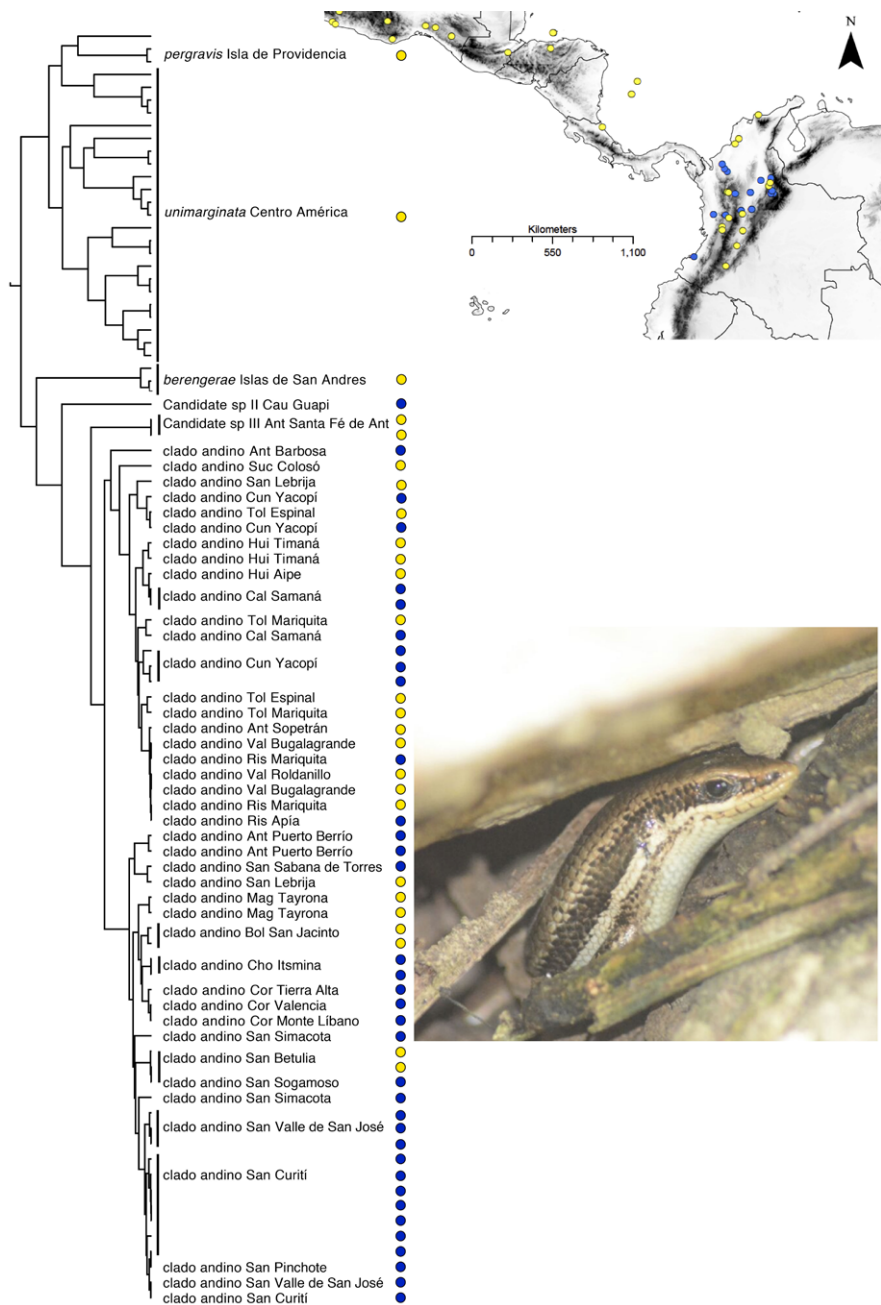 pergravis Isla de Providencia
N
unimarginata Centro América
Kilometers
0 550 1,100
berengerae Islas de San Andres
Candidate sp II Cau Guapi
Candidate sp III Ant Santa Fé de Ant
clado andino Ant Barbosa
clado andino Suc Colosó
clado andino San Lebrija
clado andino Cun Yacopí
clado andino Tol Espinal
clado andino Cun Yacopí
clado andino Hui Timaná
clado andino Hui Timaná
clado andino Hui Aipe
clado andino Cal Samaná
clado andino Tol Mariquita
clado andino Cal Samaná
clado andino Cun Yacopí
clado andino Tol Espinal
clado andino Tol Mariquita
clado andino Ant Sopetrán
clado andino Val Bugalagrande
clado andino Ris Mariquita
clado andino Val Roldanillo
clado andino Val Bugalagrande
clado andino Ris Mariquita
clado andino Ris Apía
clado andino Ant Puerto Berrío
clado andino Ant Puerto Berrío
clado andino San Sabana de Torres
clado andino San Lebrija
clado andino Mag Tayrona
clado andino Mag Tayrona
clado andino Bol San Jacinto
clado andino Cho Itsmina
clado andino Cor Tierra Alta
clado andino Cor Valencia
clado andino Cor Monte Líbano
clado andino San Simacota
clado andino San Betulia
clado andino San Sogamoso
clado andino San Simacota
clado andino San Valle de San José
clado andino San Curití
clado andino San Pinchote
clado andino San Valle de San José
clado andino San Curití